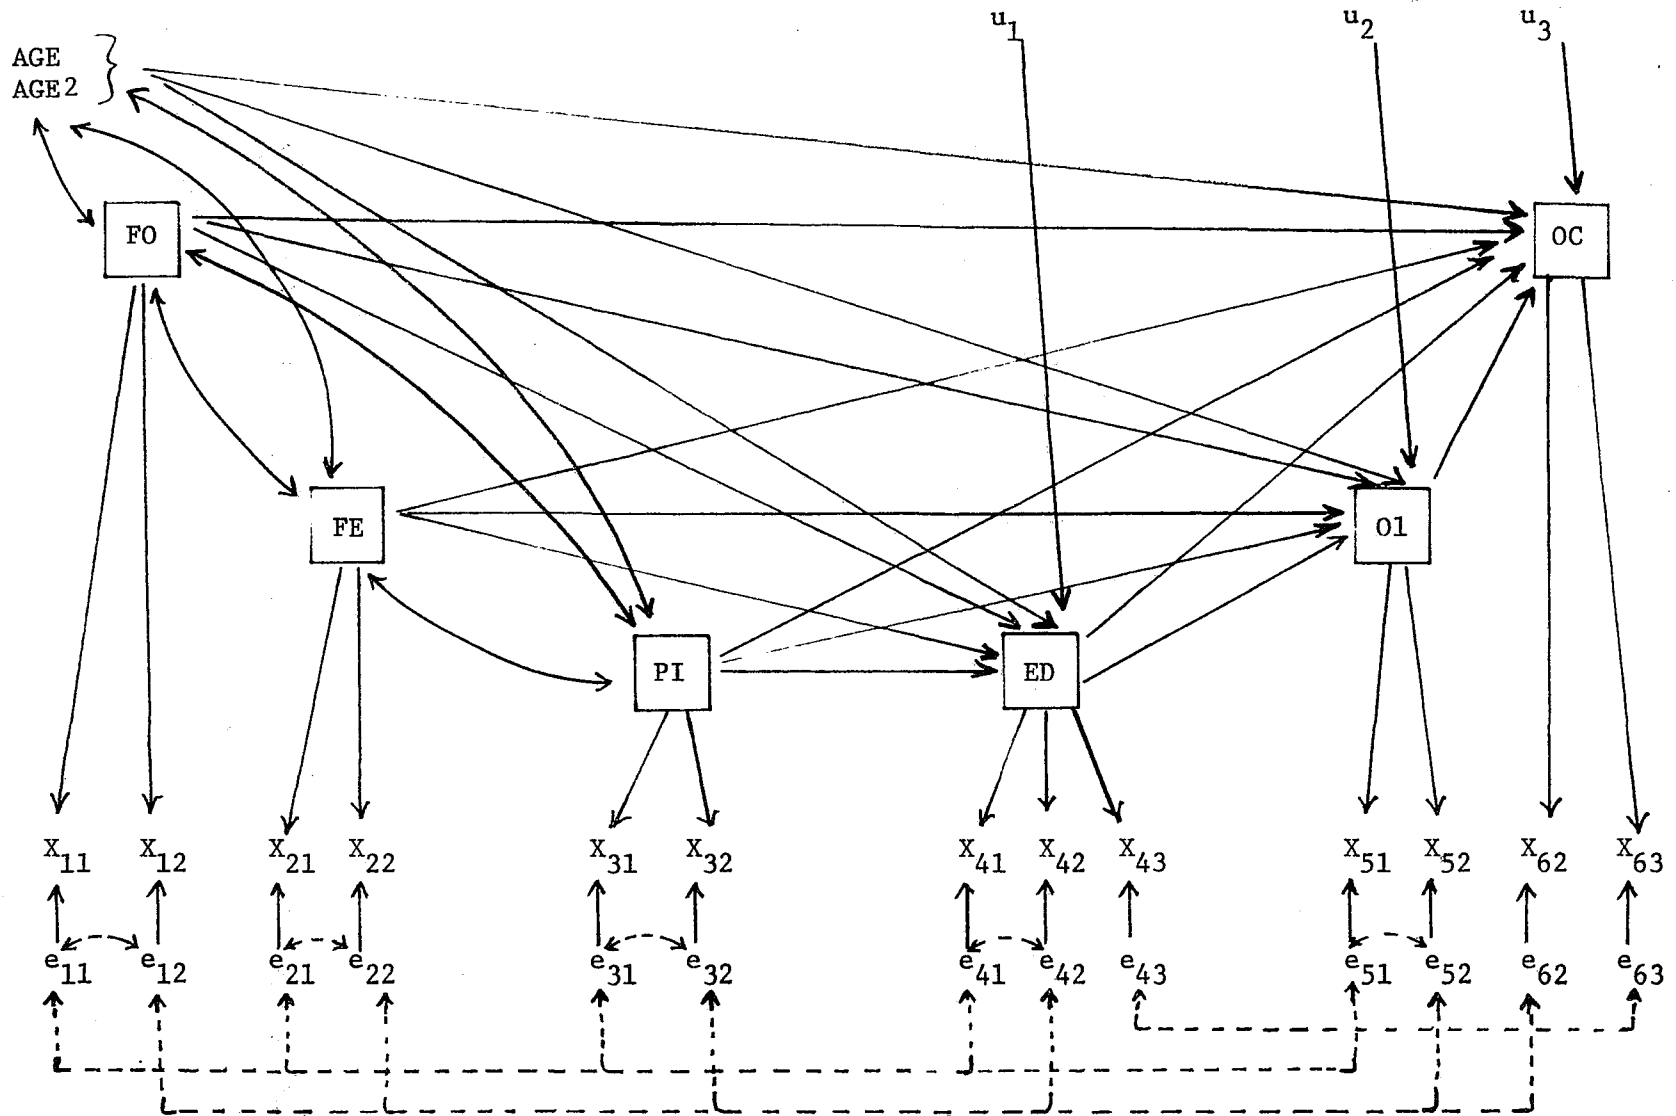 u1 u2 u3
AGE
AGE2
FO OC
FE O1
PI ED
X11 X12 X21 X22 X31 X32 X41 X42 X43 X51 X52 X62 X63
e11 e12 e21 e22 e31 e32 e41 e42 e43 e51 e52 e62 e63